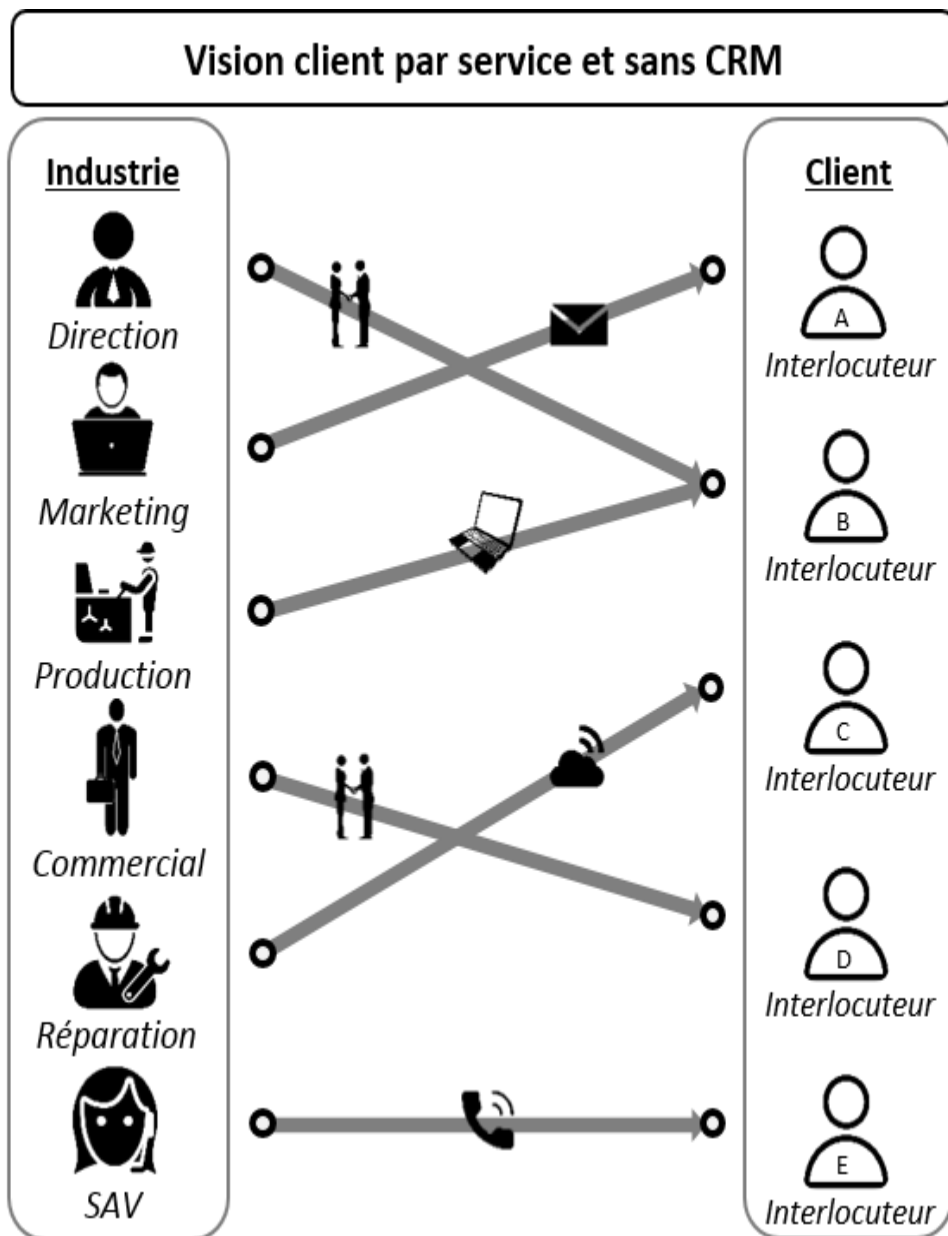 Vision client par service et sans CRM
Industrie
Direction
Marketing
Production
Commercial
Réparation
SAV
Client
A
Interlocuteur
B
Interlocuteur
C
Interlocuteur
D
Interlocuteur
E
Interlocuteur